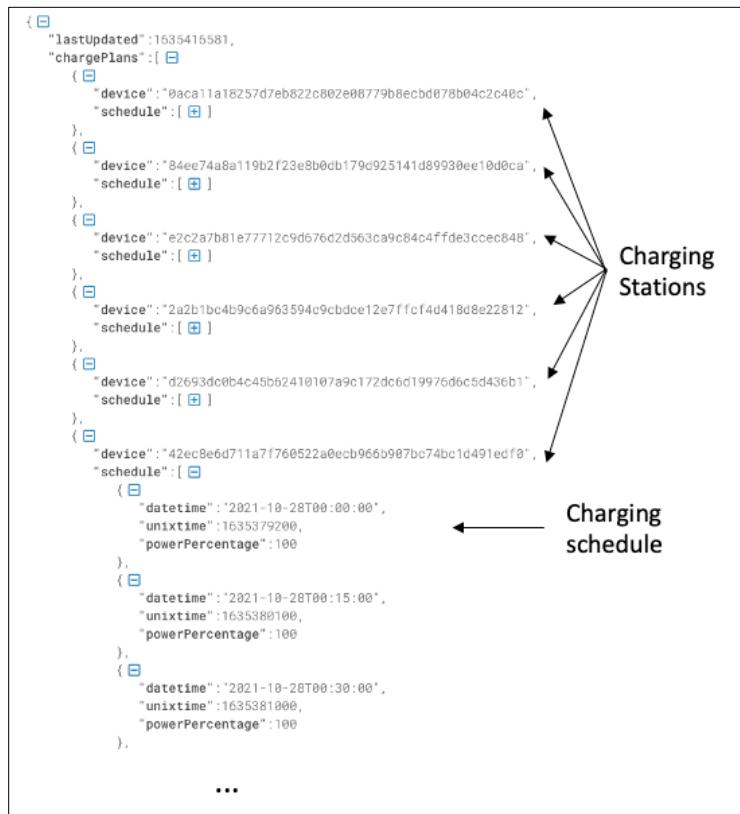 {
"lastUpdated":1635416581,
"chargePlans":[
{
"device":"0aca11a18257d7eb822c802e08779b8ecbd078b04c2c40c",
"schedule":[ ]
},
{
"device":"84ee74a8a119b2f23e8b0db179d925141d89930ee10d0ca",
"schedule":[ ]
},
{
"device":"e2c2a7b81e77712c9d676d2d563ca9c84c4ffde3ccec848",
"schedule":[ ]
},
{
"device":"2a2b1bc4b9c6a963594c9cbdce12e7ffcf4d418d8e22812",
"schedule":[ ]
},
{
"device":"d2693dc0b4c45b62410107a9c172dc6d19976d6c5d436b1",
"schedule":[ ]
},
{
"device":"42ec8e6d711a7f760522a0ecb966b907bc74bc1d491edf0",
"schedule":[
{
"datetime":"2021-10-28T00:00:00",
"unixtime":1635379200,
"powerPercentage":100
},
{
"datetime":"2021-10-28T00:15:00",
"unixtime":1635380100,
"powerPercentage":100
},
{
"datetime":"2021-10-28T00:30:00",
"unixtime":1635381000,
"powerPercentage":100
},
...
Charging
Stations
Charging
schedule